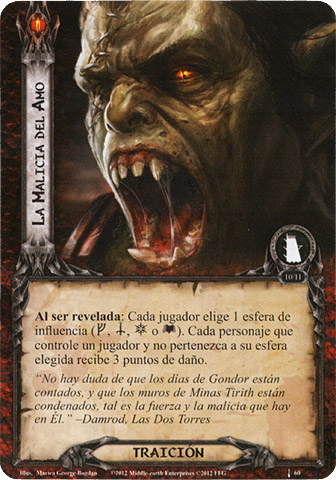 La Malicia del Amo
10/11
Al ser revelada: Cada jugador elige 1 esfera de
influencia ( , , o ). Cada personaje que
controle un jugador y no pertenezca a su esfera
elegida recibe 3 puntos de daño.
"No hay duda de que los días de Gondor están
contados, y que los muros de Minas Tirith están
condenados, tal es la fuerza y la malicia que hay
en Él." –Damrod, Las Dos Torres
TRAICIÓN
Illus. Marica George-Bogdan ©2012 Middle-earth Enterprises ©2012 FFG 60